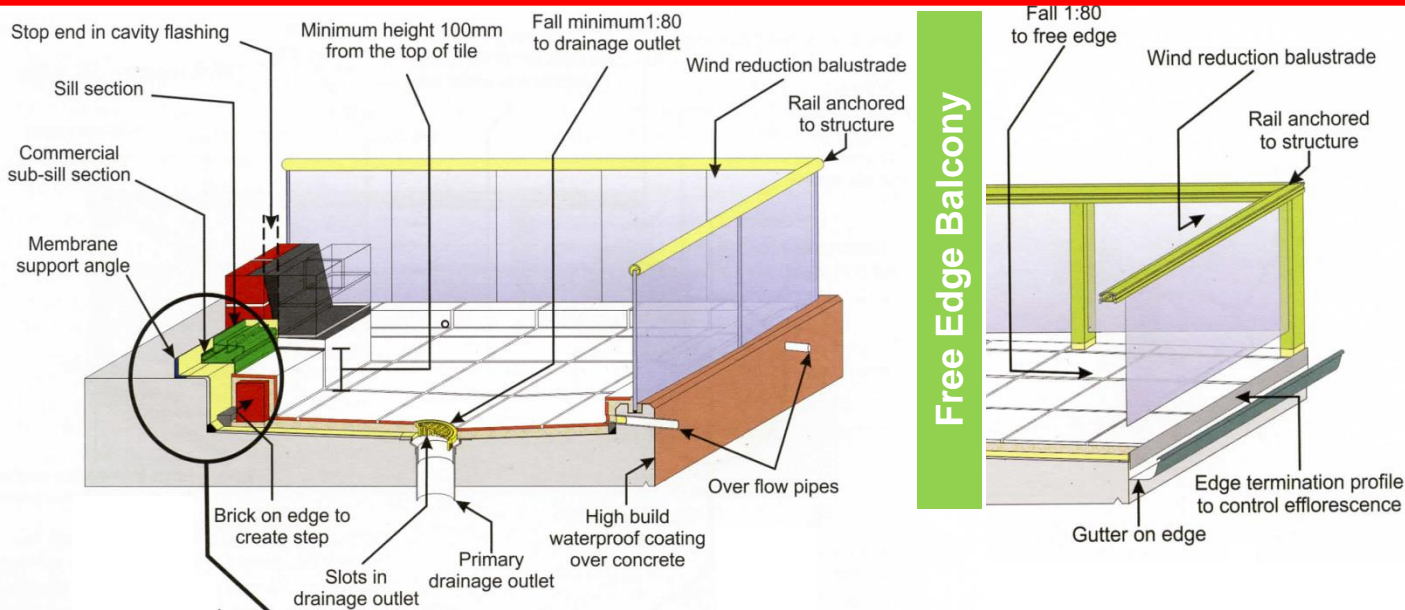 Stop end in cavity flashing
Sill section
Commercial
sub-sill section
Membrane
support angle
Minimum height 100mm
from the top of tile
Fall minimum1:80
to drainage outlet
Wind reduction balustrade
Rail anchored
to structure
Brick on edge to
create step
Slots in
drainage outlet
Primary
drainage outlet
High build
waterproof coating
over concrete
Over flow pipes
Free Edge Balcony
Fall 1:80
to free edge
Wind reduction balustrade
Rail anchored
to structure
Edge termination profile
to control efflorescence
Gutter on edge